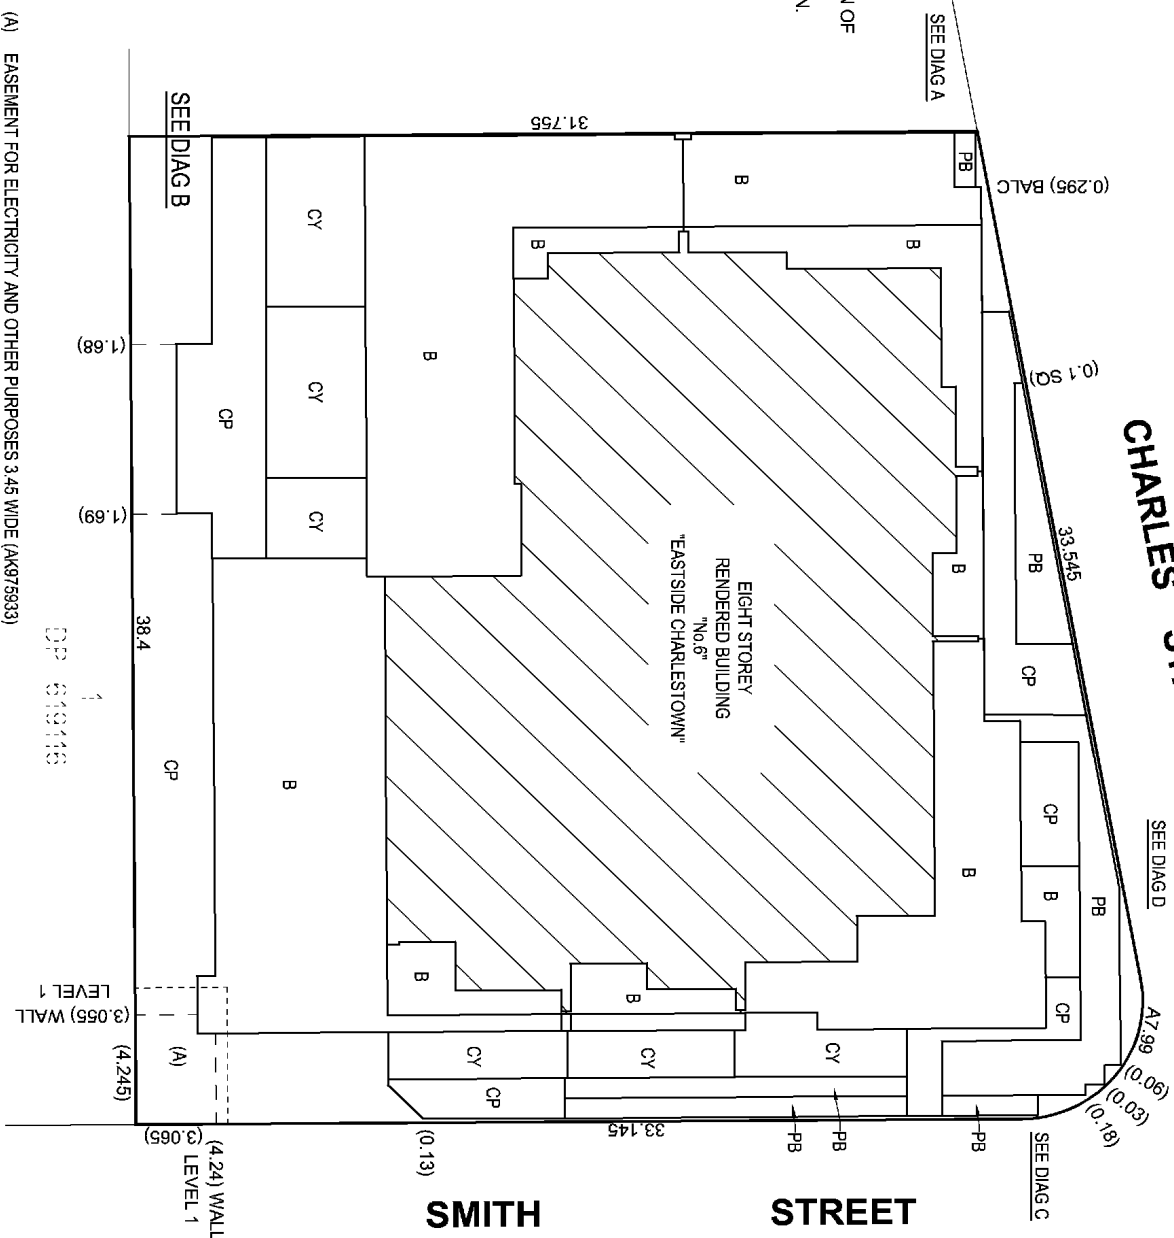 N OF
N.
SEE DIAG A
(A) EASEMENT FOR ELECTRICITY AND OTHER PURPOSES 3.45 WIDE (AK975933)
SEE DIAG B
31.755
PB
(0.295) BALC
B
CY
B
B
B
(1.68)
CY
CP
(0.1 SQ)
CHARLES
33.545
CY
(1.69)
PB
B
CP
EIGHT STOREY
RENDERED BUILDING
"No.6"
"EASTSIDE CHARLESTOWN"
38.4
1
DP 619116
CP
B
CP
B
B
PB
SEE DIAG D
CP
B
B
LEVEL 1
(3.055) WALL
(A)
(4.245)
CY
CY
CY
CP
A7.99
(0.06)
(0.03)
(0.18)
33.145
PB
PB
PB
(0.13)
(3.065)
(4.24) WALL
LEVEL 1
SEE DIAG C
SMITH STREET